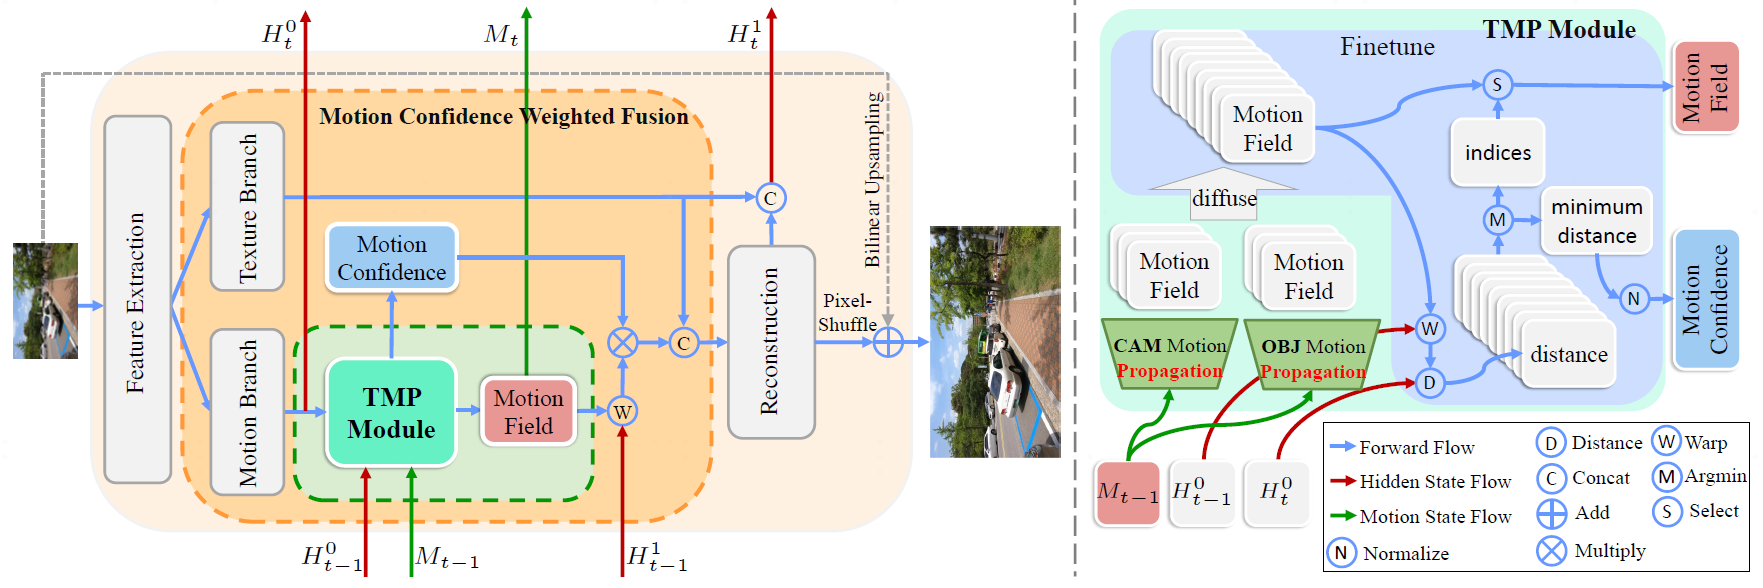 H_t^0
M_t
H_t^1
Motion Confidence Weighted Fusion
Feature Extraction
Texture Branch
Motion Branch
Motion
Confidence
TMP
Module
Motion
Field
W
C
C
Reconstruction
Bilinear Upsampling
Pixel-
Shuffle
H_{t-1}^0
M_{t-1}
H_{t-1}^1
TMP Module
Finetune
Motion
Field
diffuse
Motion
Field
Motion
Field
CAM Motion
Propagation
OBJ Motion
Propagation
S
indices
M
minimum
distance
N
W
D
distance
Motion
Field
Motion
Confidence
M_{t-1}
H_{t-1}^0
H_t^0
Forward Flow
Hidden State Flow
Motion State Flow
N Normalize
D Distance
C Concat
Add
Multiply
W Warp
M Argmin
S Select